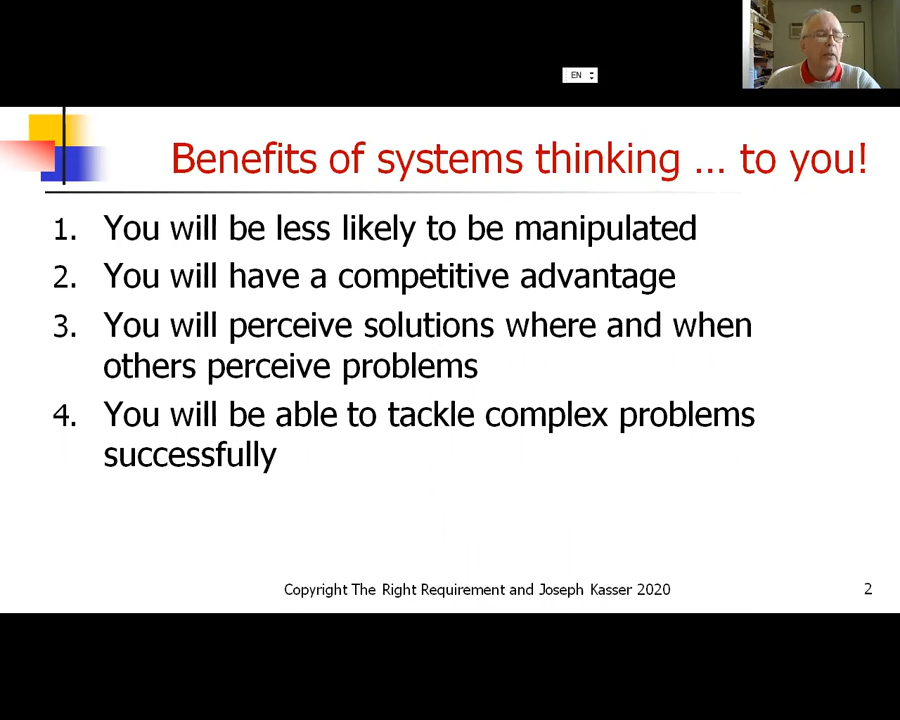 EN
Benefits of systems thinking ... to you!
1. You will be less likely to be manipulated
2. You will have a competitive advantage
3. You will perceive solutions where and when
others perceive problems
4. You will be able to tackle complex problems
successfully
Copyright The Right Requirement and Joseph Kasser 2020
2